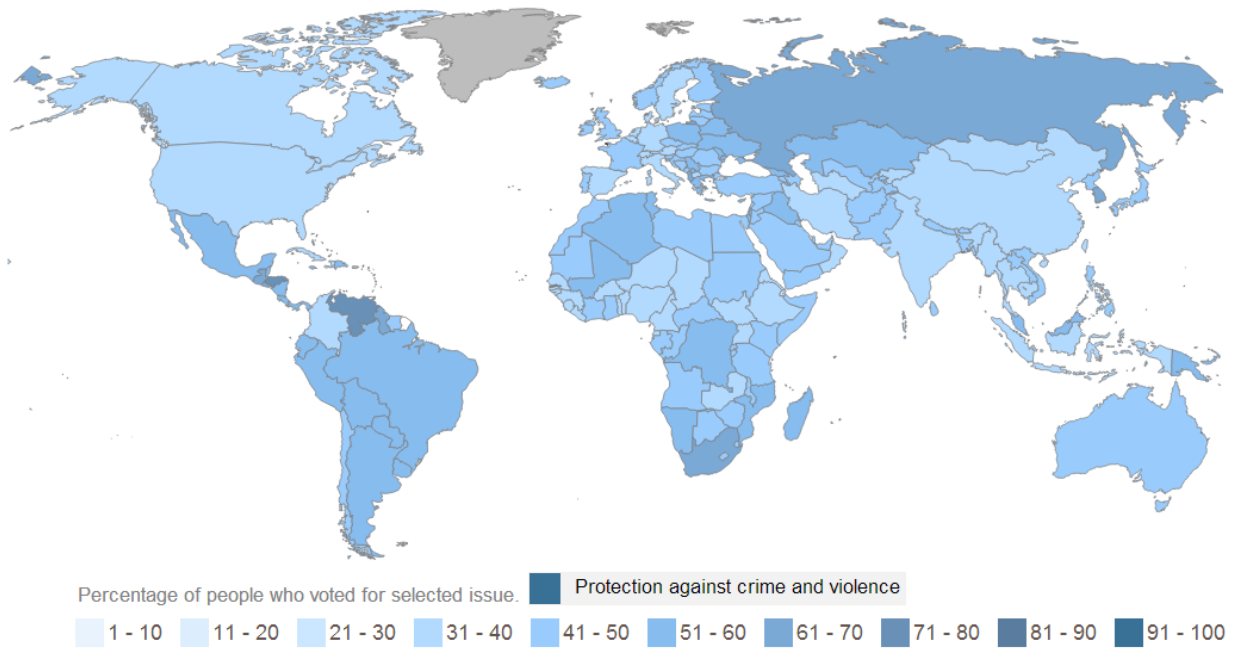 Percentage of people who voted for selected issue. Protection against crime and violence
1 - 10 11 - 20 21 - 30 31 - 40 41 - 50 51 - 60 61 - 70 71 - 80 81 - 90 91 - 100